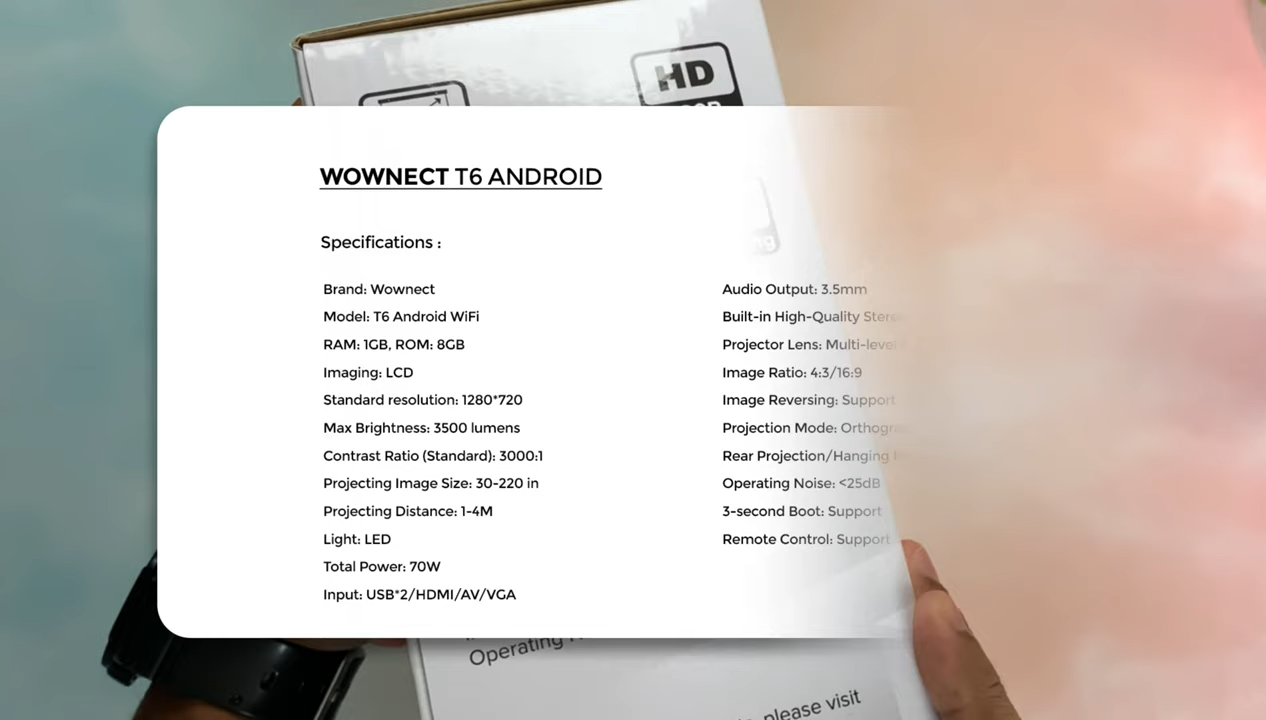 HD
WOWNECT T6 ANDROID
Specifications :
Brand: Wownect
Model: T6 Android WiFi
RAM: 1GB, ROM: 8GB
Imaging: LCD
Standard resolution: 1280*720
Max Brightness: 3500 lumens
Contrast Ratio (Standard): 3000:1
Projecting Image Size: 30-220 in
Projecting Distance: 1-4M
Light: LED
Total Power: 70W
Input: USB*2/HDMI/AV/VGA
Audio Output: 3.5mm
Built-in High-Quality
Projector Lens:
Image Ratio: 4:3/16:9
Image Reversing: Support
Projection Mode:
Rear Projection/Hanging
Operating Noise: <25dB
3-second Boot: Support
Remote Control: Support
Operating
please visit